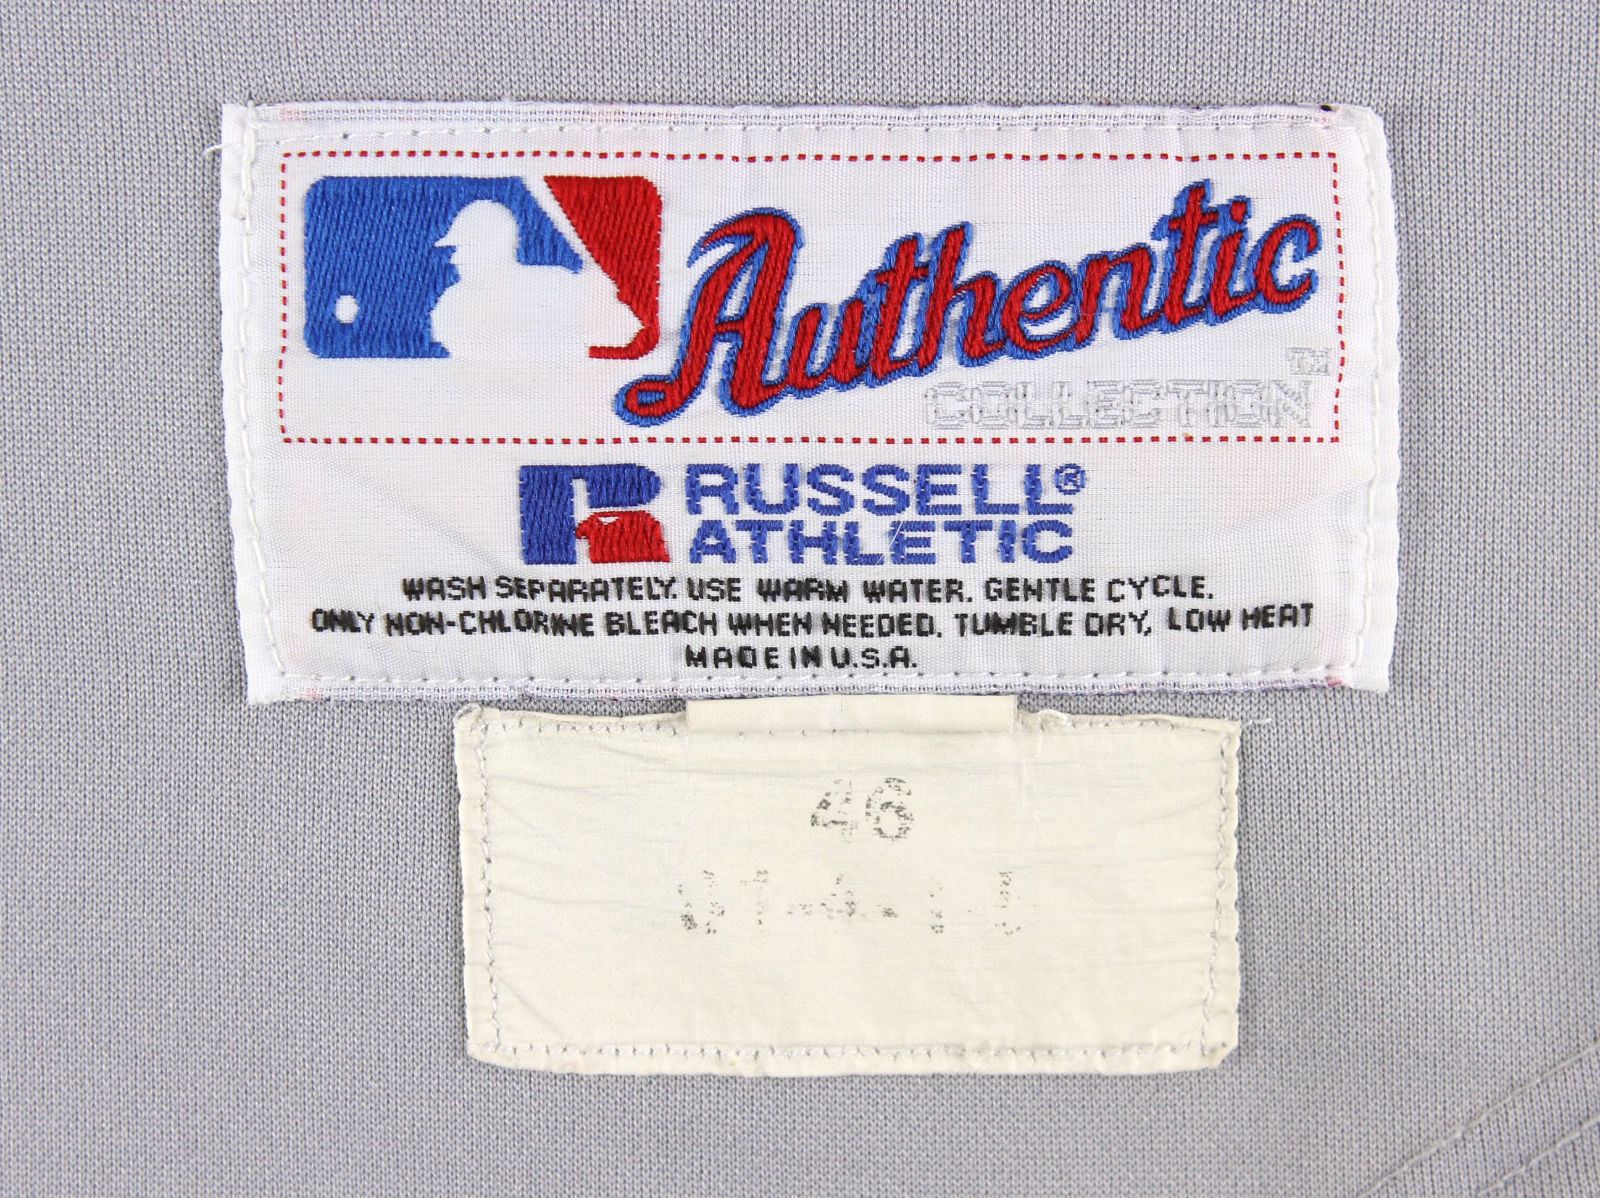 Authentic
COLLECTION™
RUSSELL®
ATHLETIC
WASH SEPARATELY. USE WARM WATER. GENTLE CYCLE.
ONLY NON-CHLORINE BLEACH WHEN NEEDED. TUMBLE DRY, LOW HEAT
MADE IN U.S.A.
46